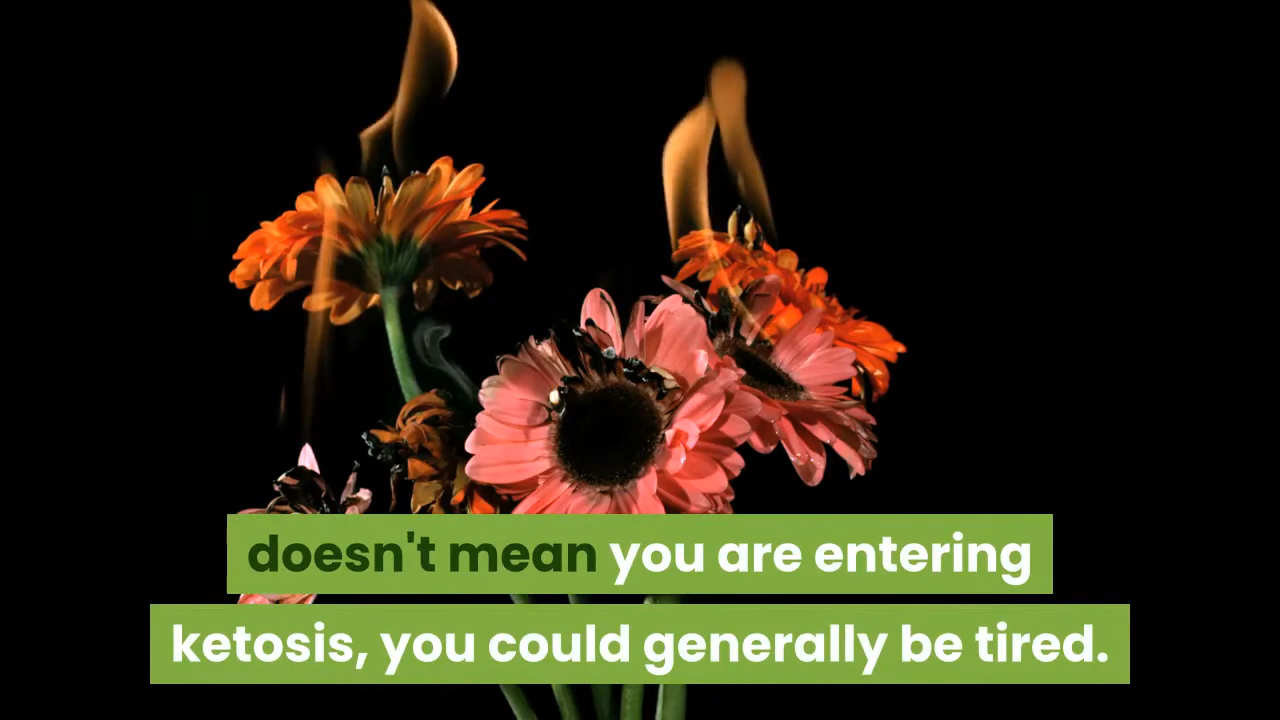 doesn't mean you are entering
ketosis, you could generally be tired.